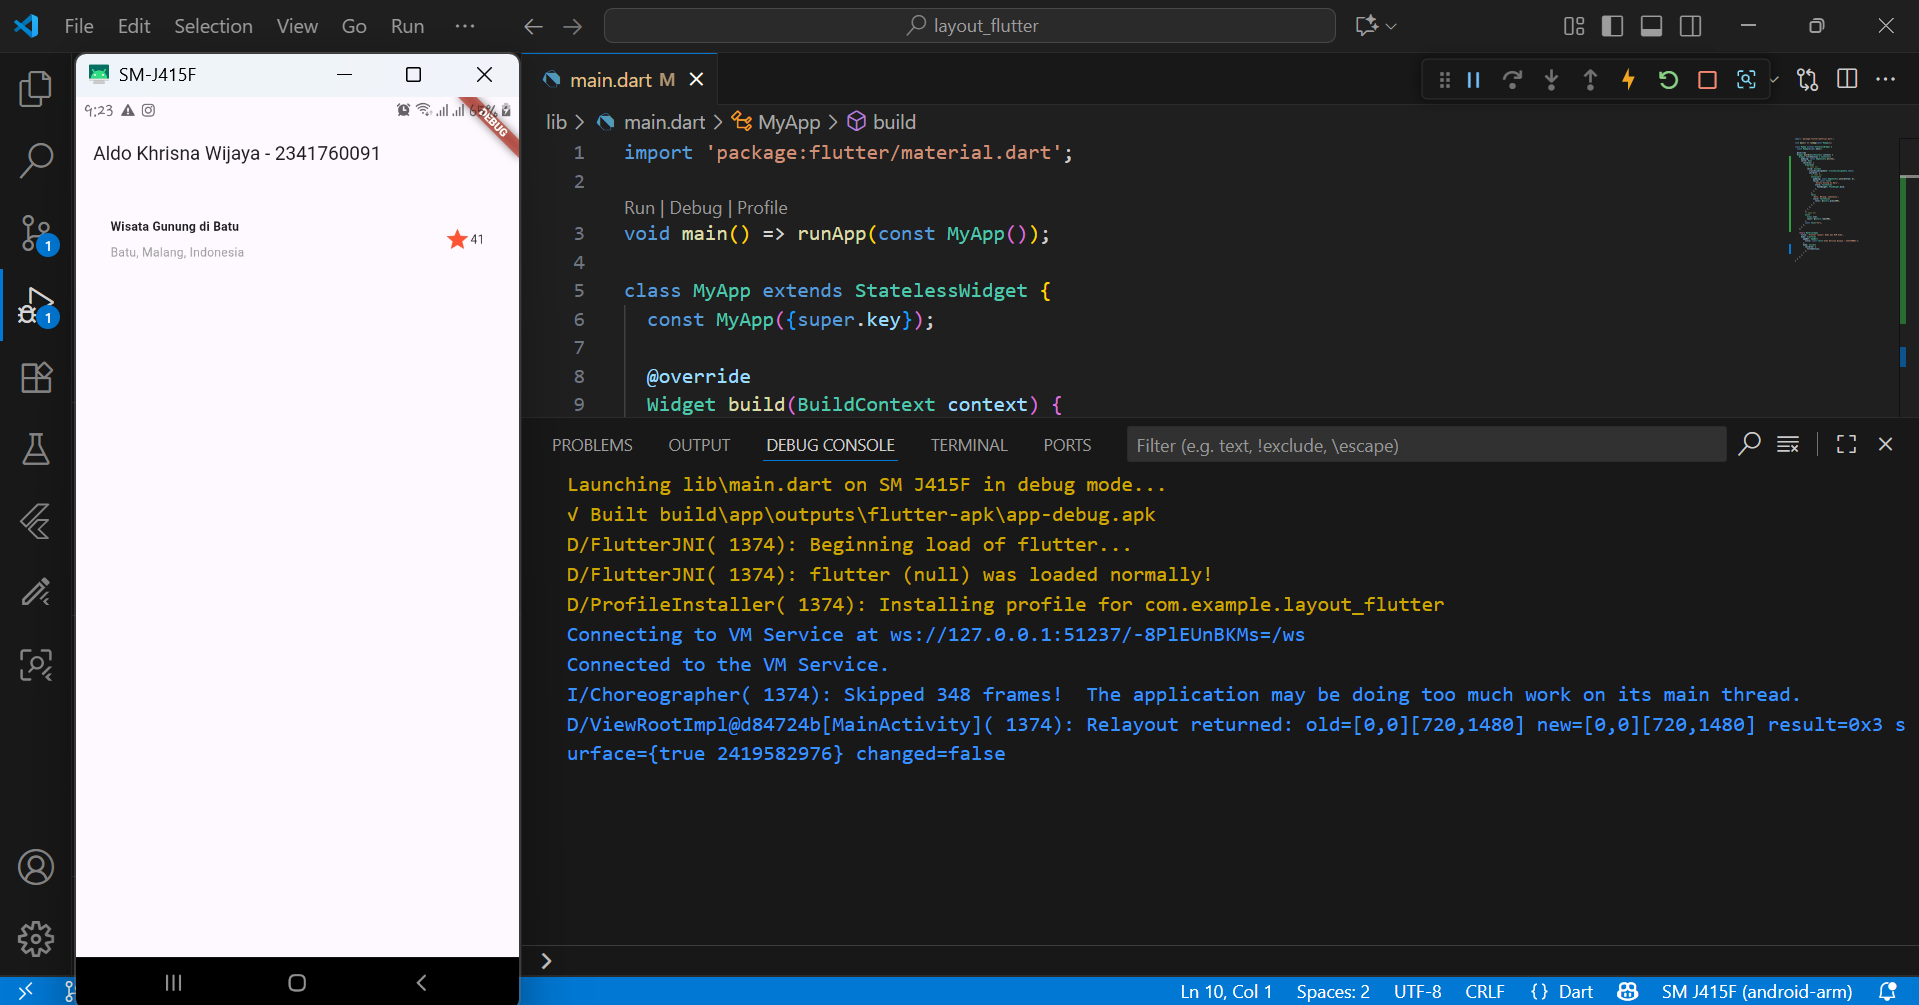 File Edit Selection View Go Run ···
layout_flutter
SM-J415F
9:23
65%
DEBUG
Aldo Khrisna Wijaya - 2341760091
Wisata Gunung di Batu
Batu, Malang, Indonesia
41
1
1
main.dart M
lib > main.dart > MyApp > build
1 import 'package:flutter/material.dart';
2
Run | Debug | Profile
3 void main() => runApp(const MyApp());
4
5 class MyApp extends StatelessWidget {
6 const MyApp({super.key});
7
8 @override
9 Widget build(BuildContext context) {
PROBLEMS OUTPUT DEBUG CONSOLE TERMINAL PORTS
Filter (e.g. text, !exclude, \escape)
Launching lib\main.dart on SM J415F in debug mode...
√ Built build\app\outputs\flutter-apk\app-debug.apk
D/FlutterJNI( 1374): Beginning load of flutter...
D/FlutterJNI( 1374): flutter (null) was loaded normally!
D/ProfileInstaller( 1374): Installing profile for com.example.layout_flutter
Connecting to VM Service at ws://127.0.0.1:51237/-8PlEUnBKMs=/ws
Connected to the VM Service.
I/Choreographer( 1374): Skipped 348 frames!  The application may be doing too much work on its main thread.
D/ViewRootImpl@d84724b[MainActivity]( 1374): Relayout returned: old=[0,0][720,1480] new=[0,0][720,1480] result=0x3 s
urface={true 2419582976} changed=false
>
Ln 10, Col 1 Spaces: 2 UTF-8 CRLF {} Dart SM J415F (android-arm)